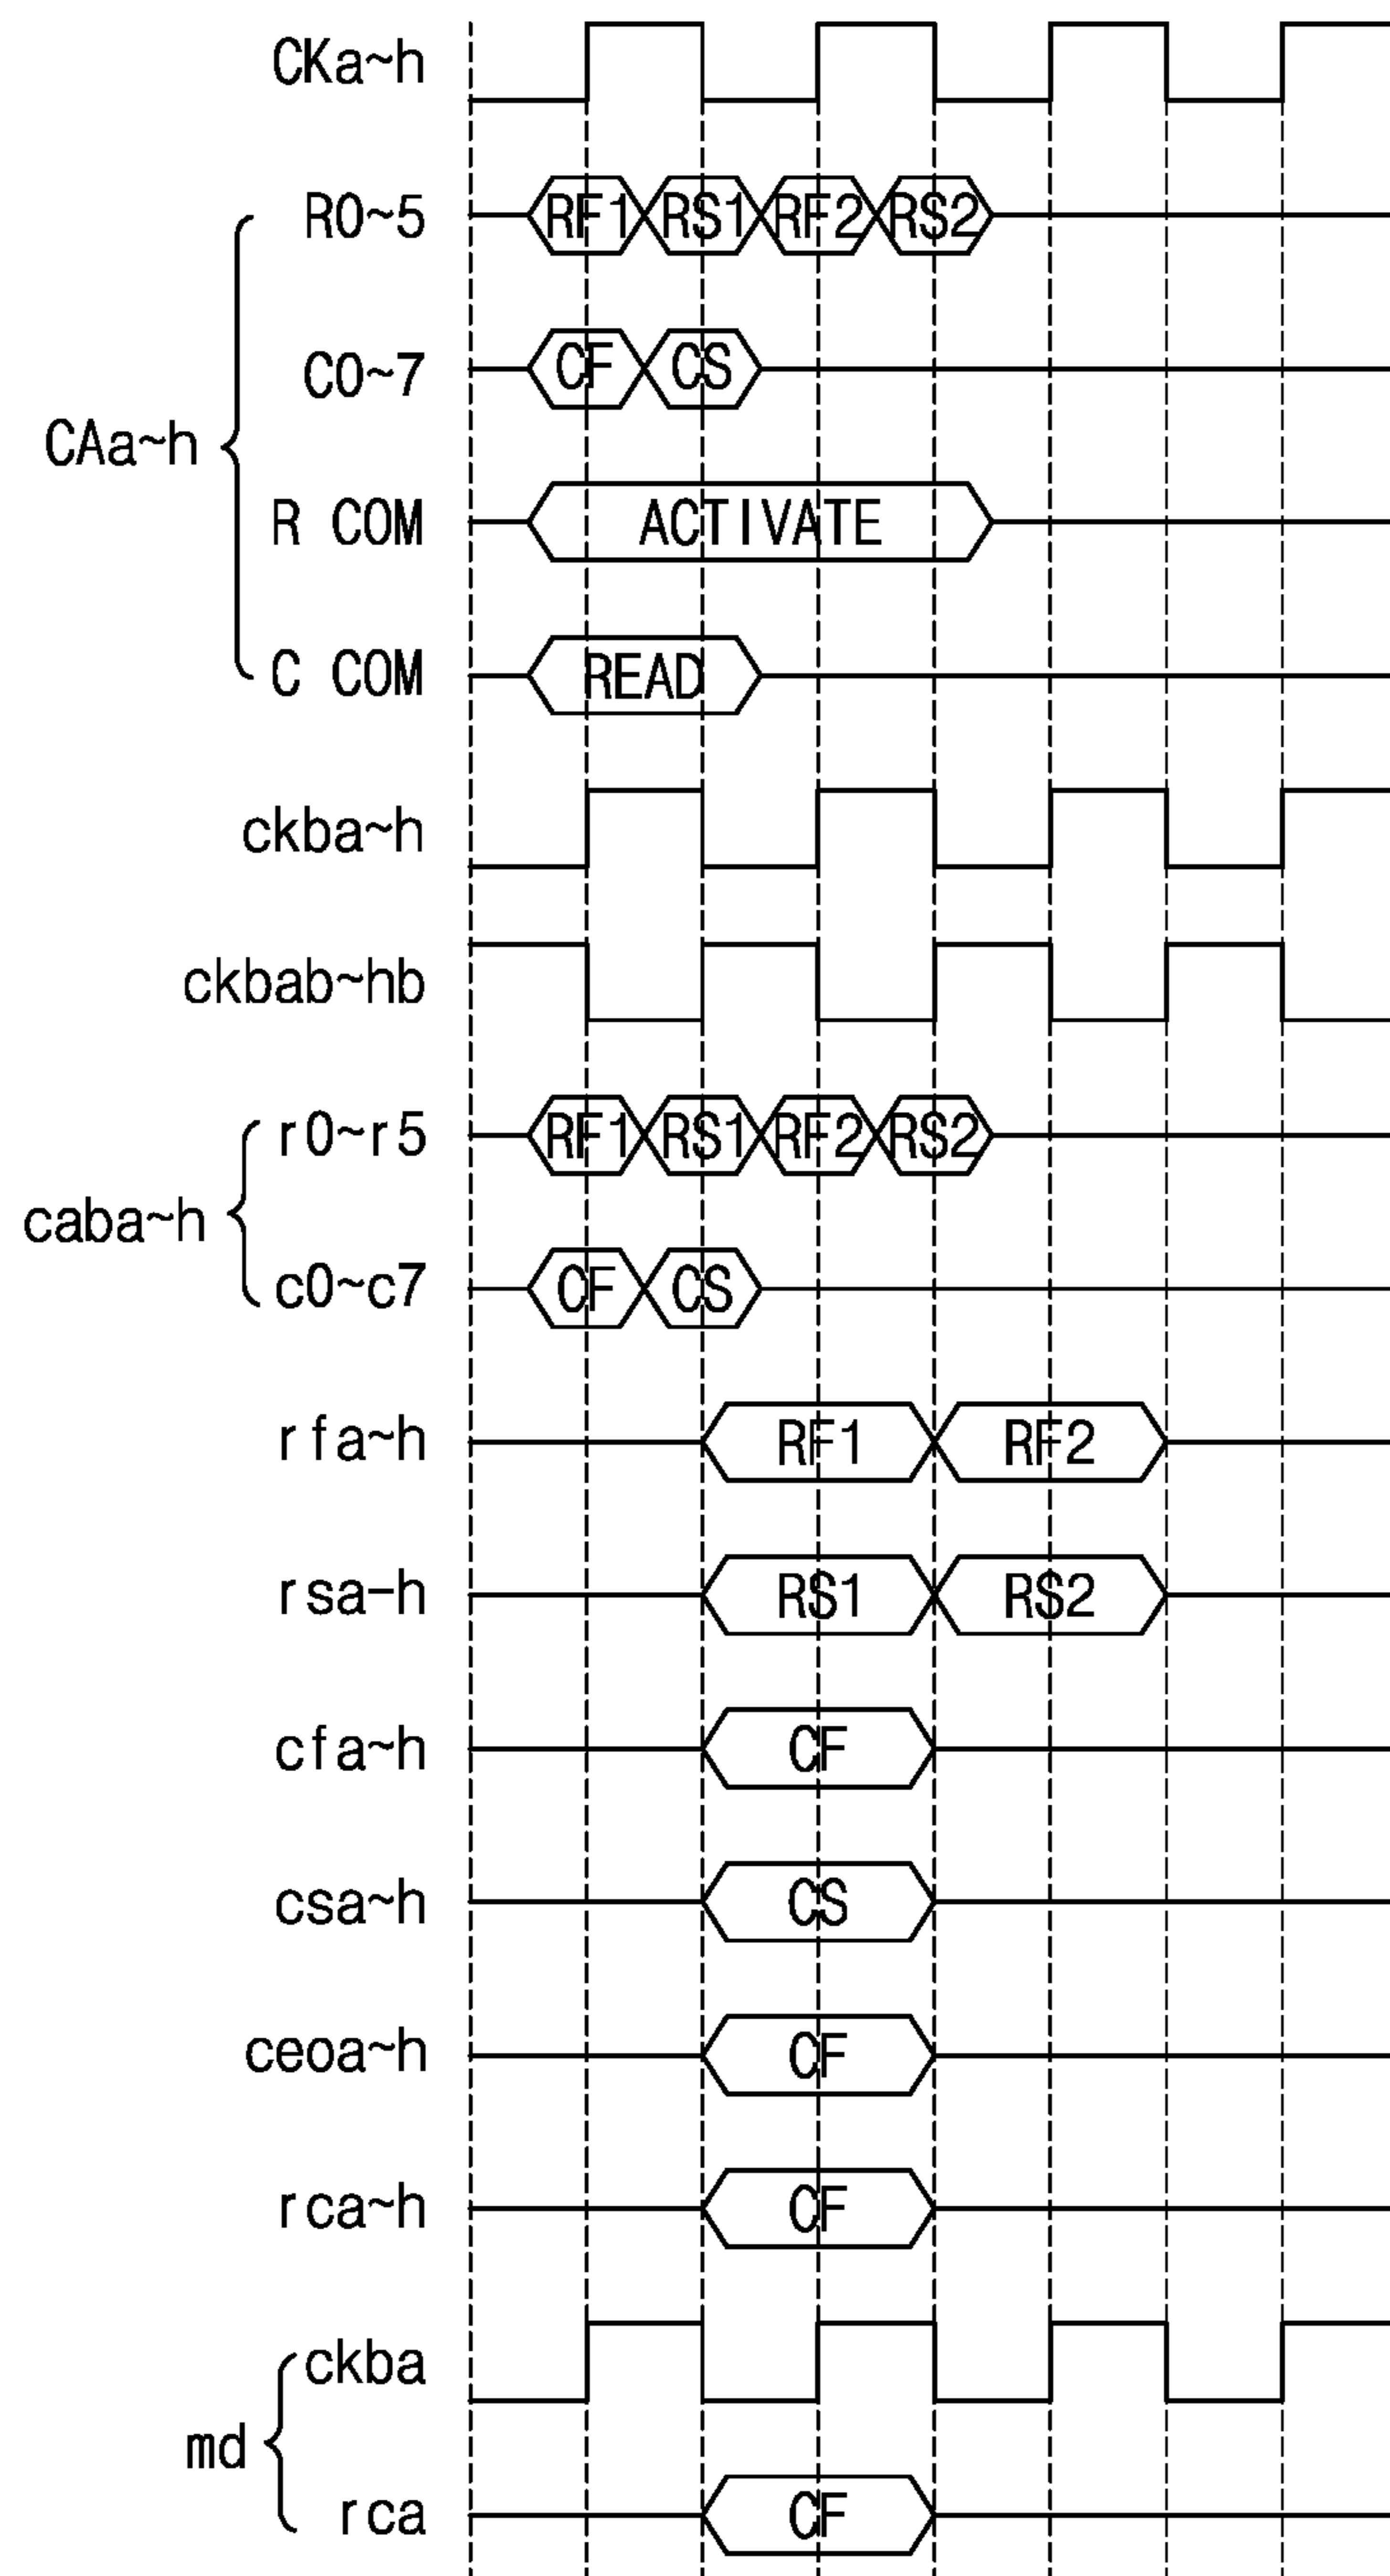 CKa~h
R0~5 RF1 RS1 RF2 RS2
C0~7 CF CS
CAa~h
R COM ACTIVATE
C COM READ
ckba~h
ckbab~hb
r0~r5 RF1 RS1 RF2 RS2
caba~h
c0~c7 CF CS
rfa~h RF1 RF2
rsa-h RS1 RS2
cfa~h CF
csa~h CS
ceoa~h CF
rca~h CF
ckba
md
rca CF